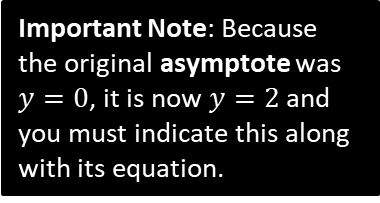 Important Note: Because
the original asymptote was
𝑦 = 0, it is now 𝑦 = 2 and
you must indicate this along
with its equation.